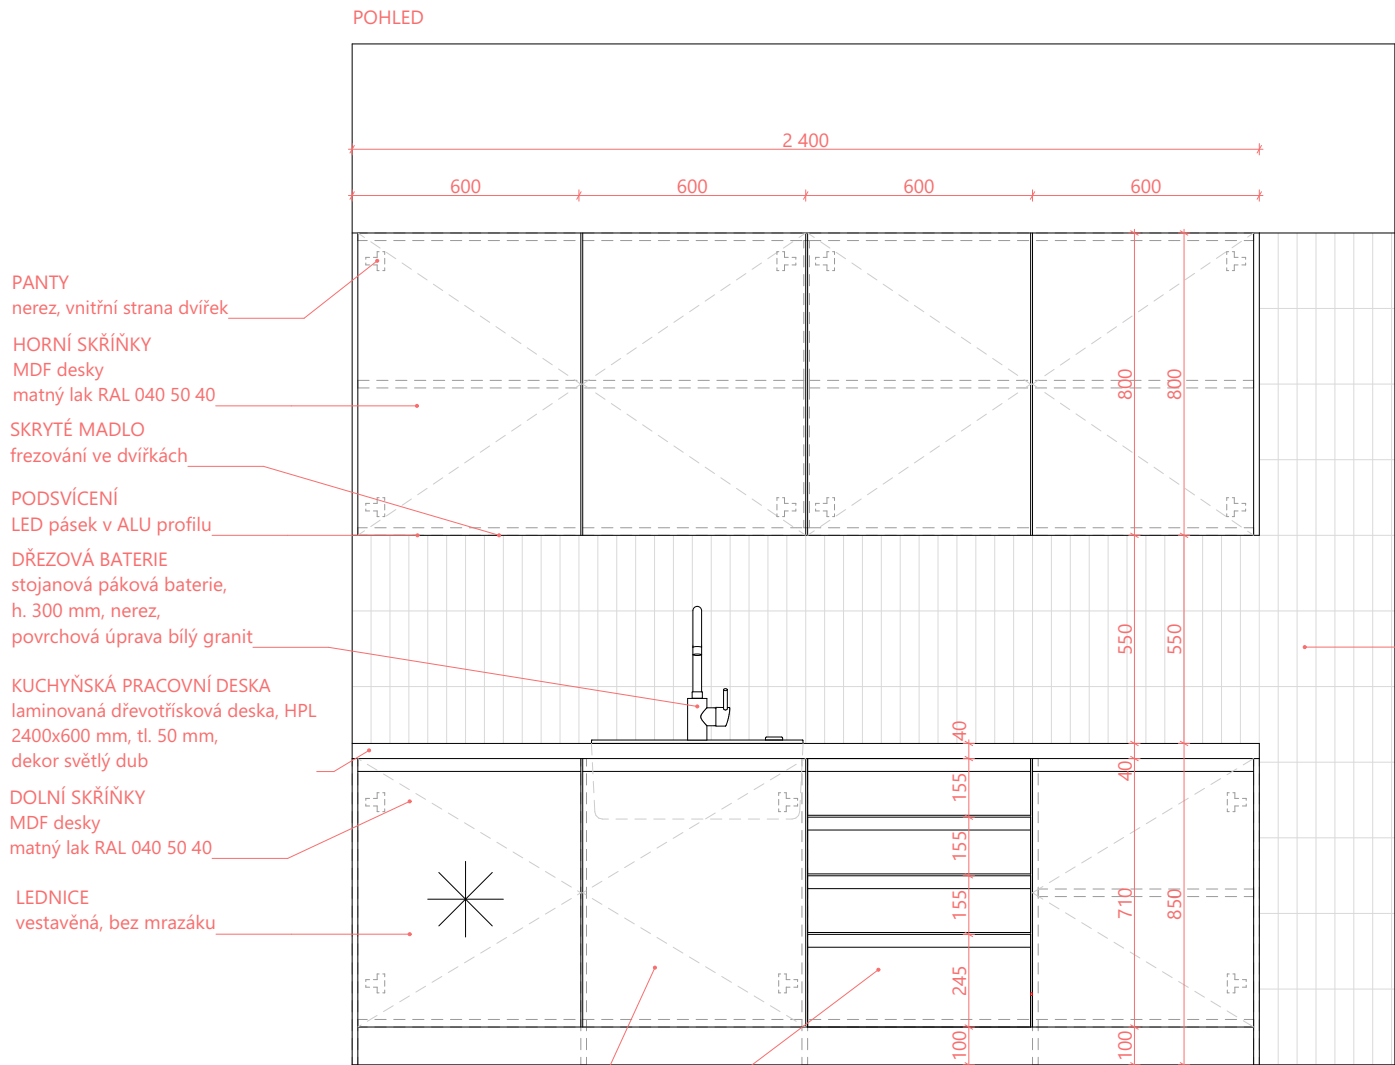 POHLED
2 400
600
600
600
600
PANTY
nerez, vnitřní strana dvířek
HORNÍ SKŘÍŇKY
MDF desky
matný lak RAL 040 50 40
SKRYTÉ MADLO
frezování ve dvířkách
PODSVÍCENÍ
LED pásek v ALU profilu
DŘEZOVÁ BATERIE
stojanová páková baterie,
h. 300 mm, nerez,
povrchová úprava bílý granit
KUCHYŇSKÁ PRACOVNÍ DESKA
laminovaná dřevotřísková deska, HPL
2400x600 mm, tl. 50 mm,
dekor světlý dub
DOLNÍ SKŘÍŇKY
MDF desky
matný lak RAL 040 50 40
LEDNICE
vestavěná, bez mrazáku
800
800
550
550
40
40
155
155
155
710
850
245
100
100